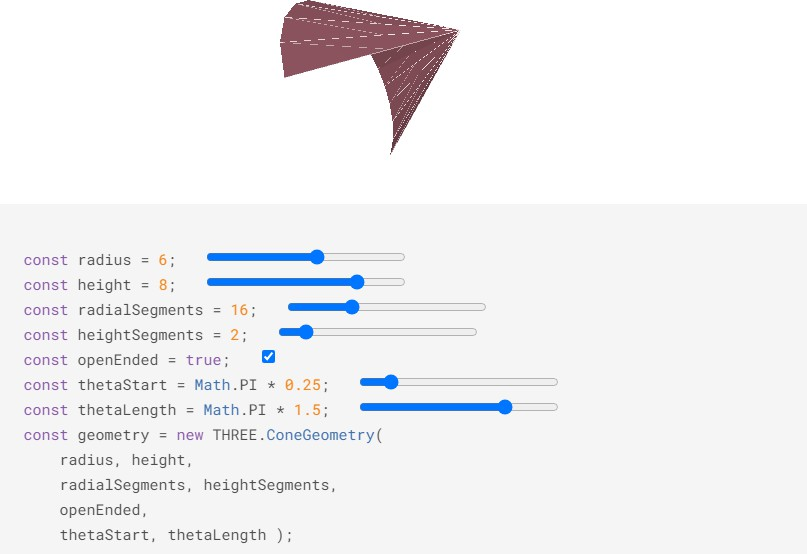 const radius = 6;
const height = 8;
const radialSegments = 16;
const heightSegments = 2;
const openEnded = true;
const thetaStart = Math.PI * 0.25;
const thetaLength = Math.PI * 1.5;
const geometry = new THREE.ConeGeometry(
radius, height,
radialSegments, heightSegments,
openEnded,
thetaStart, thetaLength );